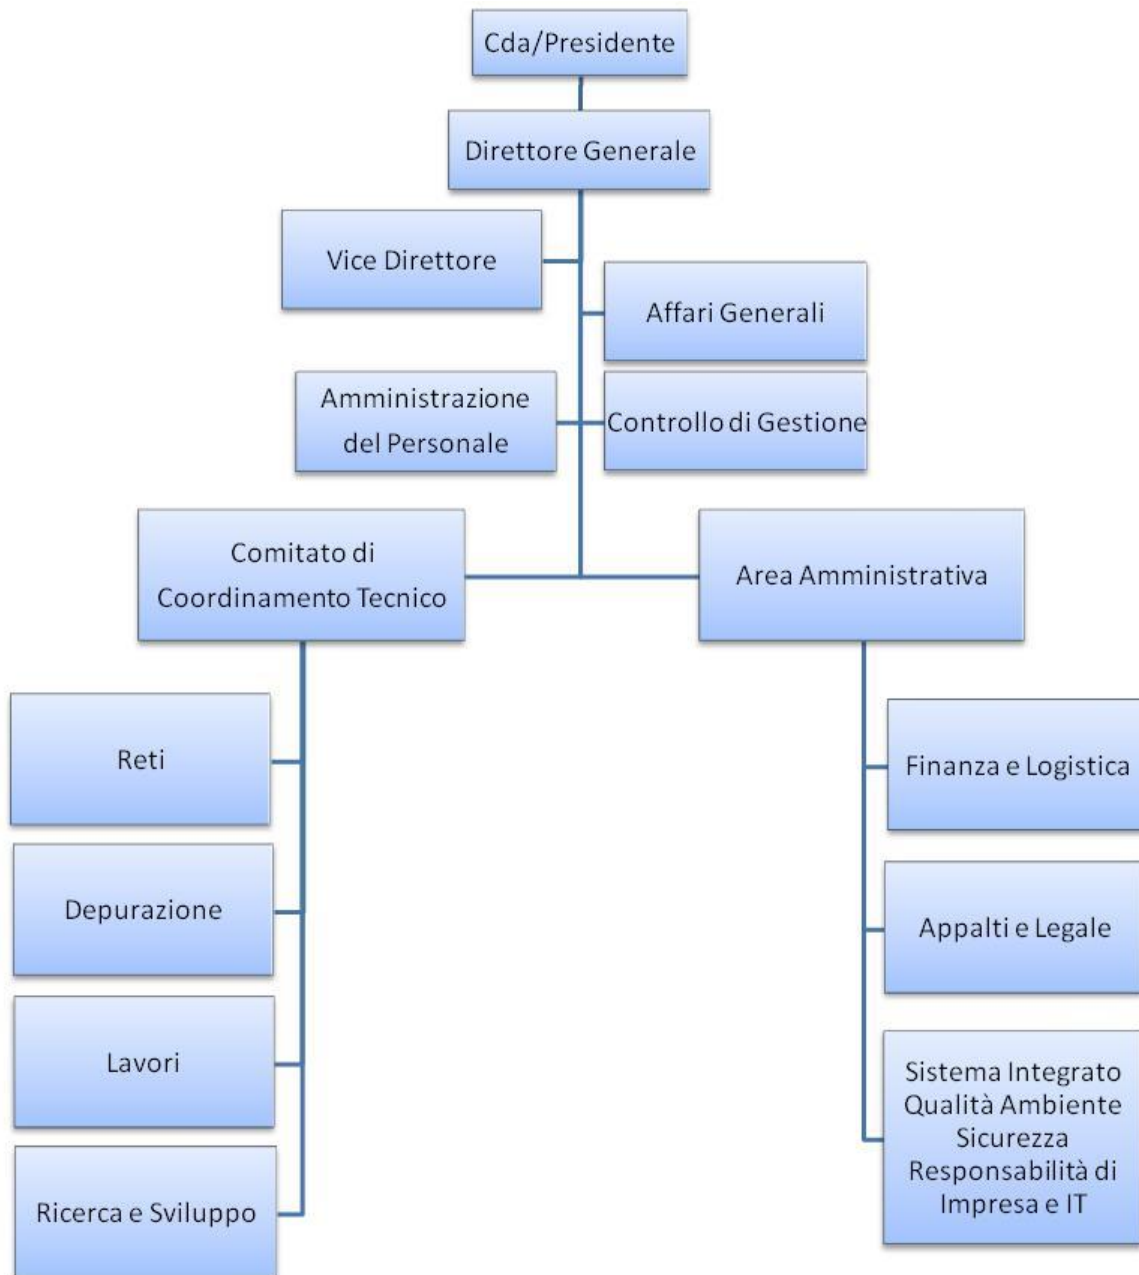 Cda/Presidente
Direttore Generale
Vice Direttore
Affari Generali
Amministrazione
del Personale
Controllo di Gestione
Comitato di
Coordinamento Tecnico
Area Amministrativa
Reti
Finanza e Logistica
Depurazione
Appalti e Legale
Lavori
Sistema Integrato
Qualità Ambiente
Sicurezza
Responsabilità di
Impresa e IT
Ricerca e Sviluppo